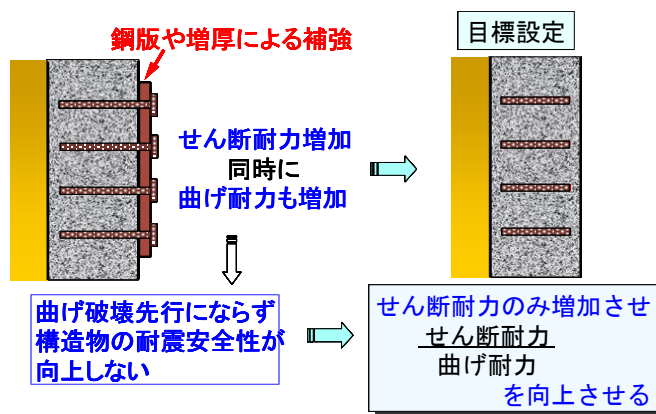 鋼版や増厚による補強
目標設定
せん断耐力増加
同時に
曲げ耐力も増加
曲げ破壊先行にならず
構造物の耐震安全性が
向上しない
せん断耐力のみ増加させ
せん断耐力
曲げ耐力
を向上させる